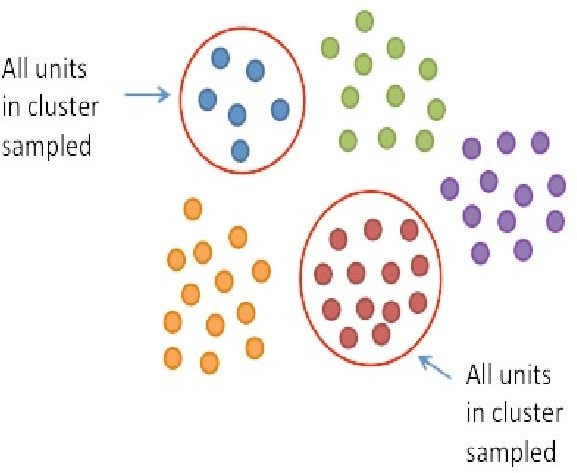 All units
in cluster
sampled
All units
in cluster
sampled